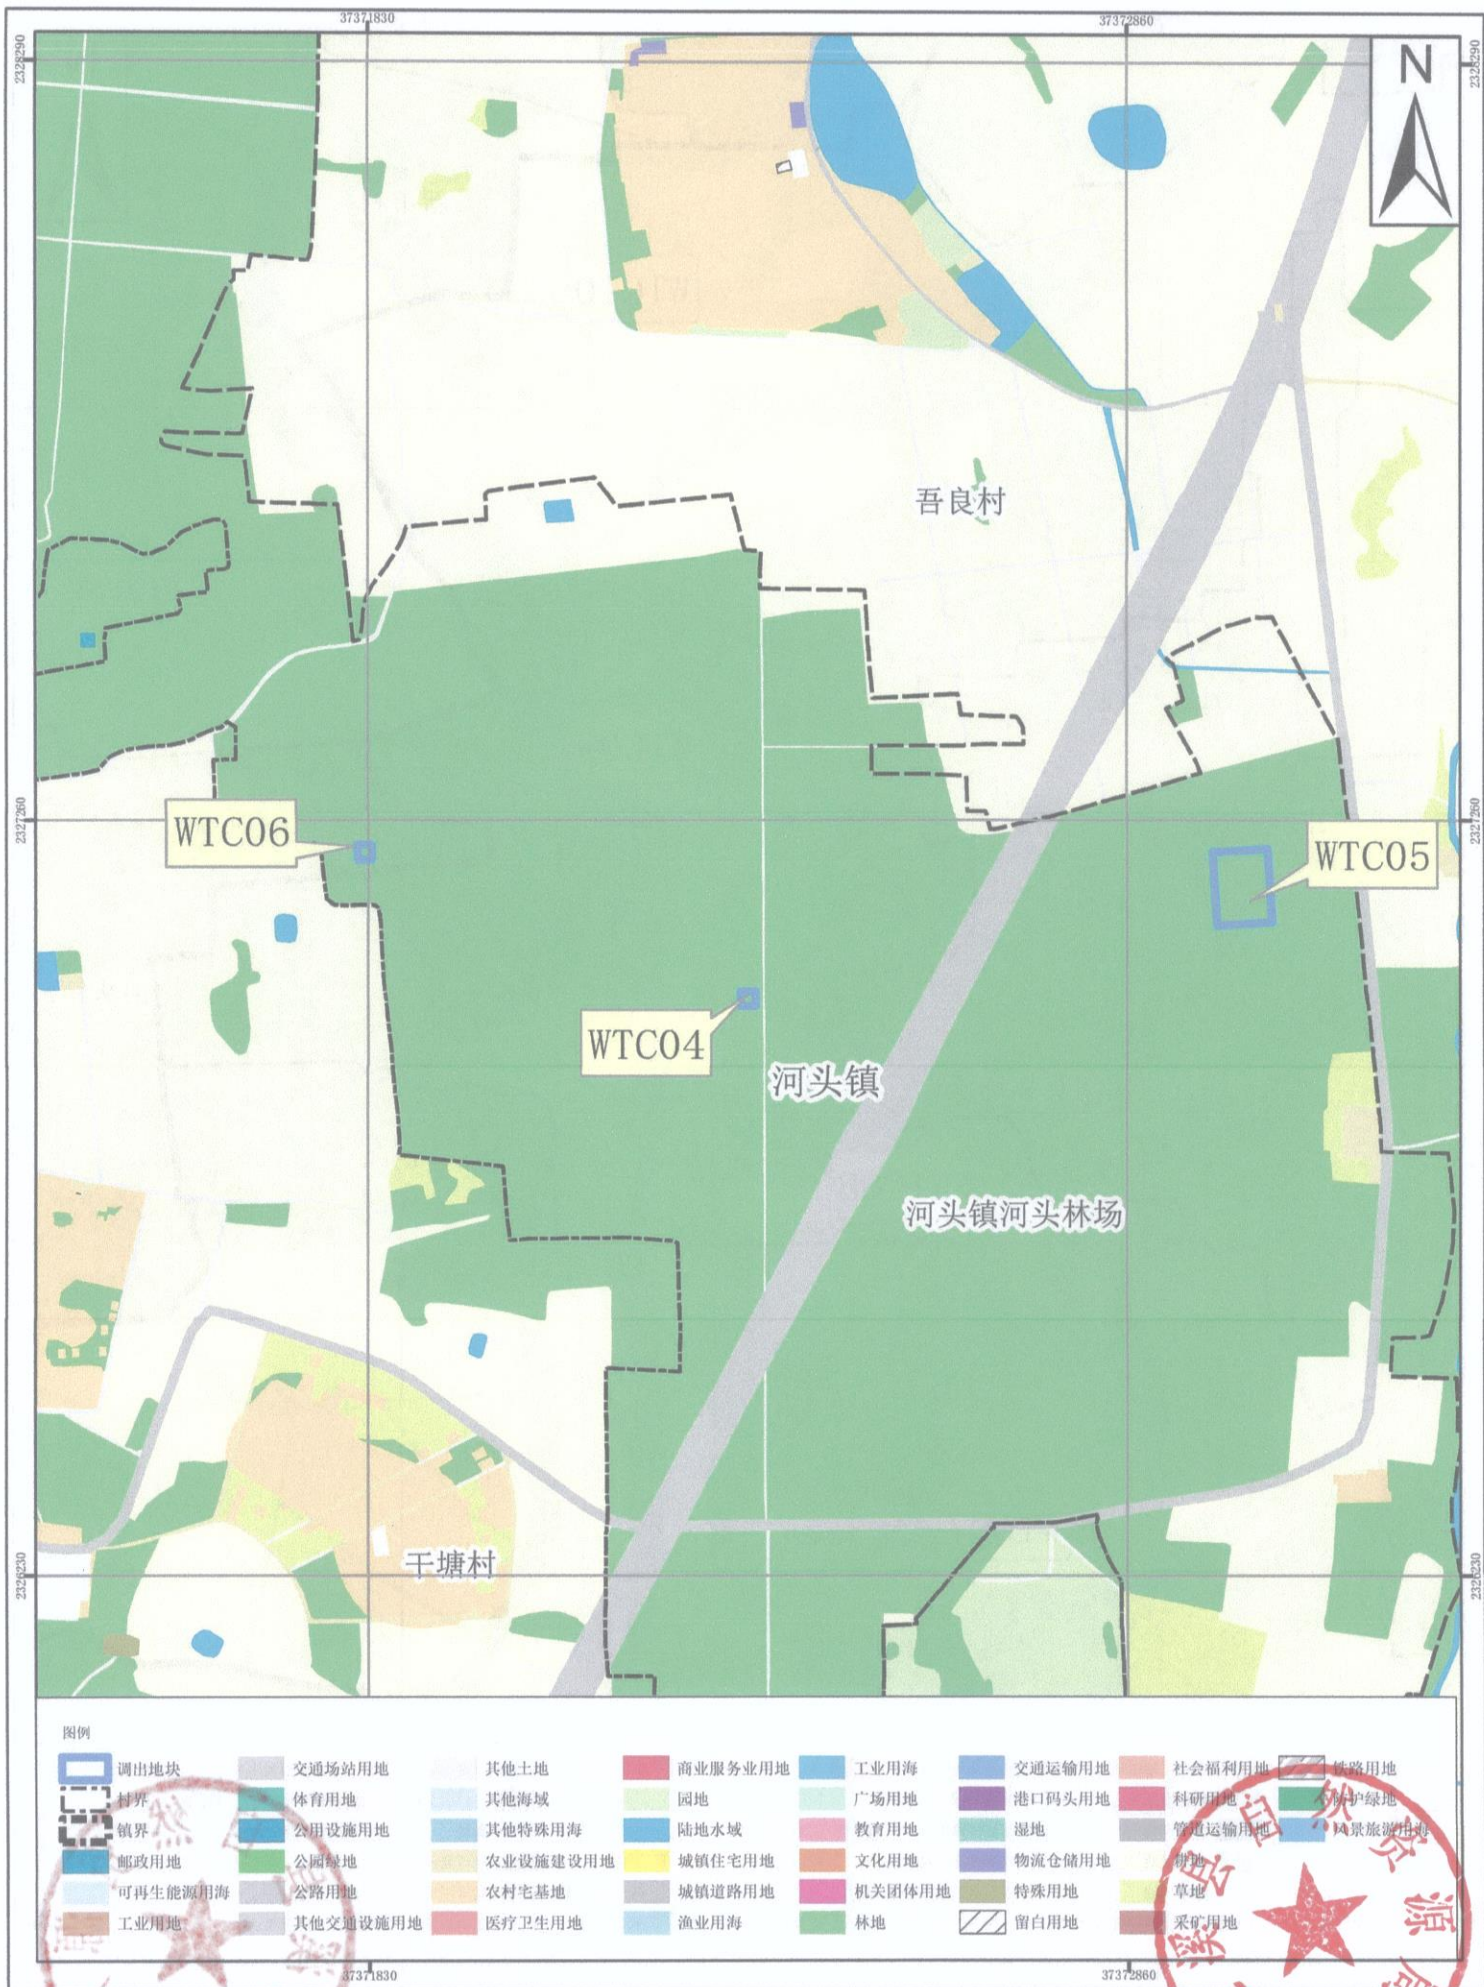 37371830 37372860
2328290 2328290
N
吾良村
2327260 2327260
WTC06
WTC05
WTC04
河头镇
河头镇河头林场
干塘村
2326230 2326230
图例
调出地块 交通场站用地 其他土地 商业服务业用地 工业用海 交通运输用地 社会福利用地 铁路用地
村界 体育用地 其他海域 园地 广场用地 港口码头用地 科研用地 防护绿地
镇界 公用设施用地 其他特殊用海 陆地水域 教育用地 湿地 管道运输用地 风景旅游用海
邮政用地 公园绿地 农业设施建设用地 城镇住宅用地 文化用地 物流仓储用地 耕地
可再生能源用海 公路用地 农村宅基地 城镇道路用地 机关团体用地 特殊用地 草地
工业用地 其他交通设施用地 医疗卫生用地 渔业用海 林地 留白用地 采矿用地
溪县自然资源局
37371830 37372860